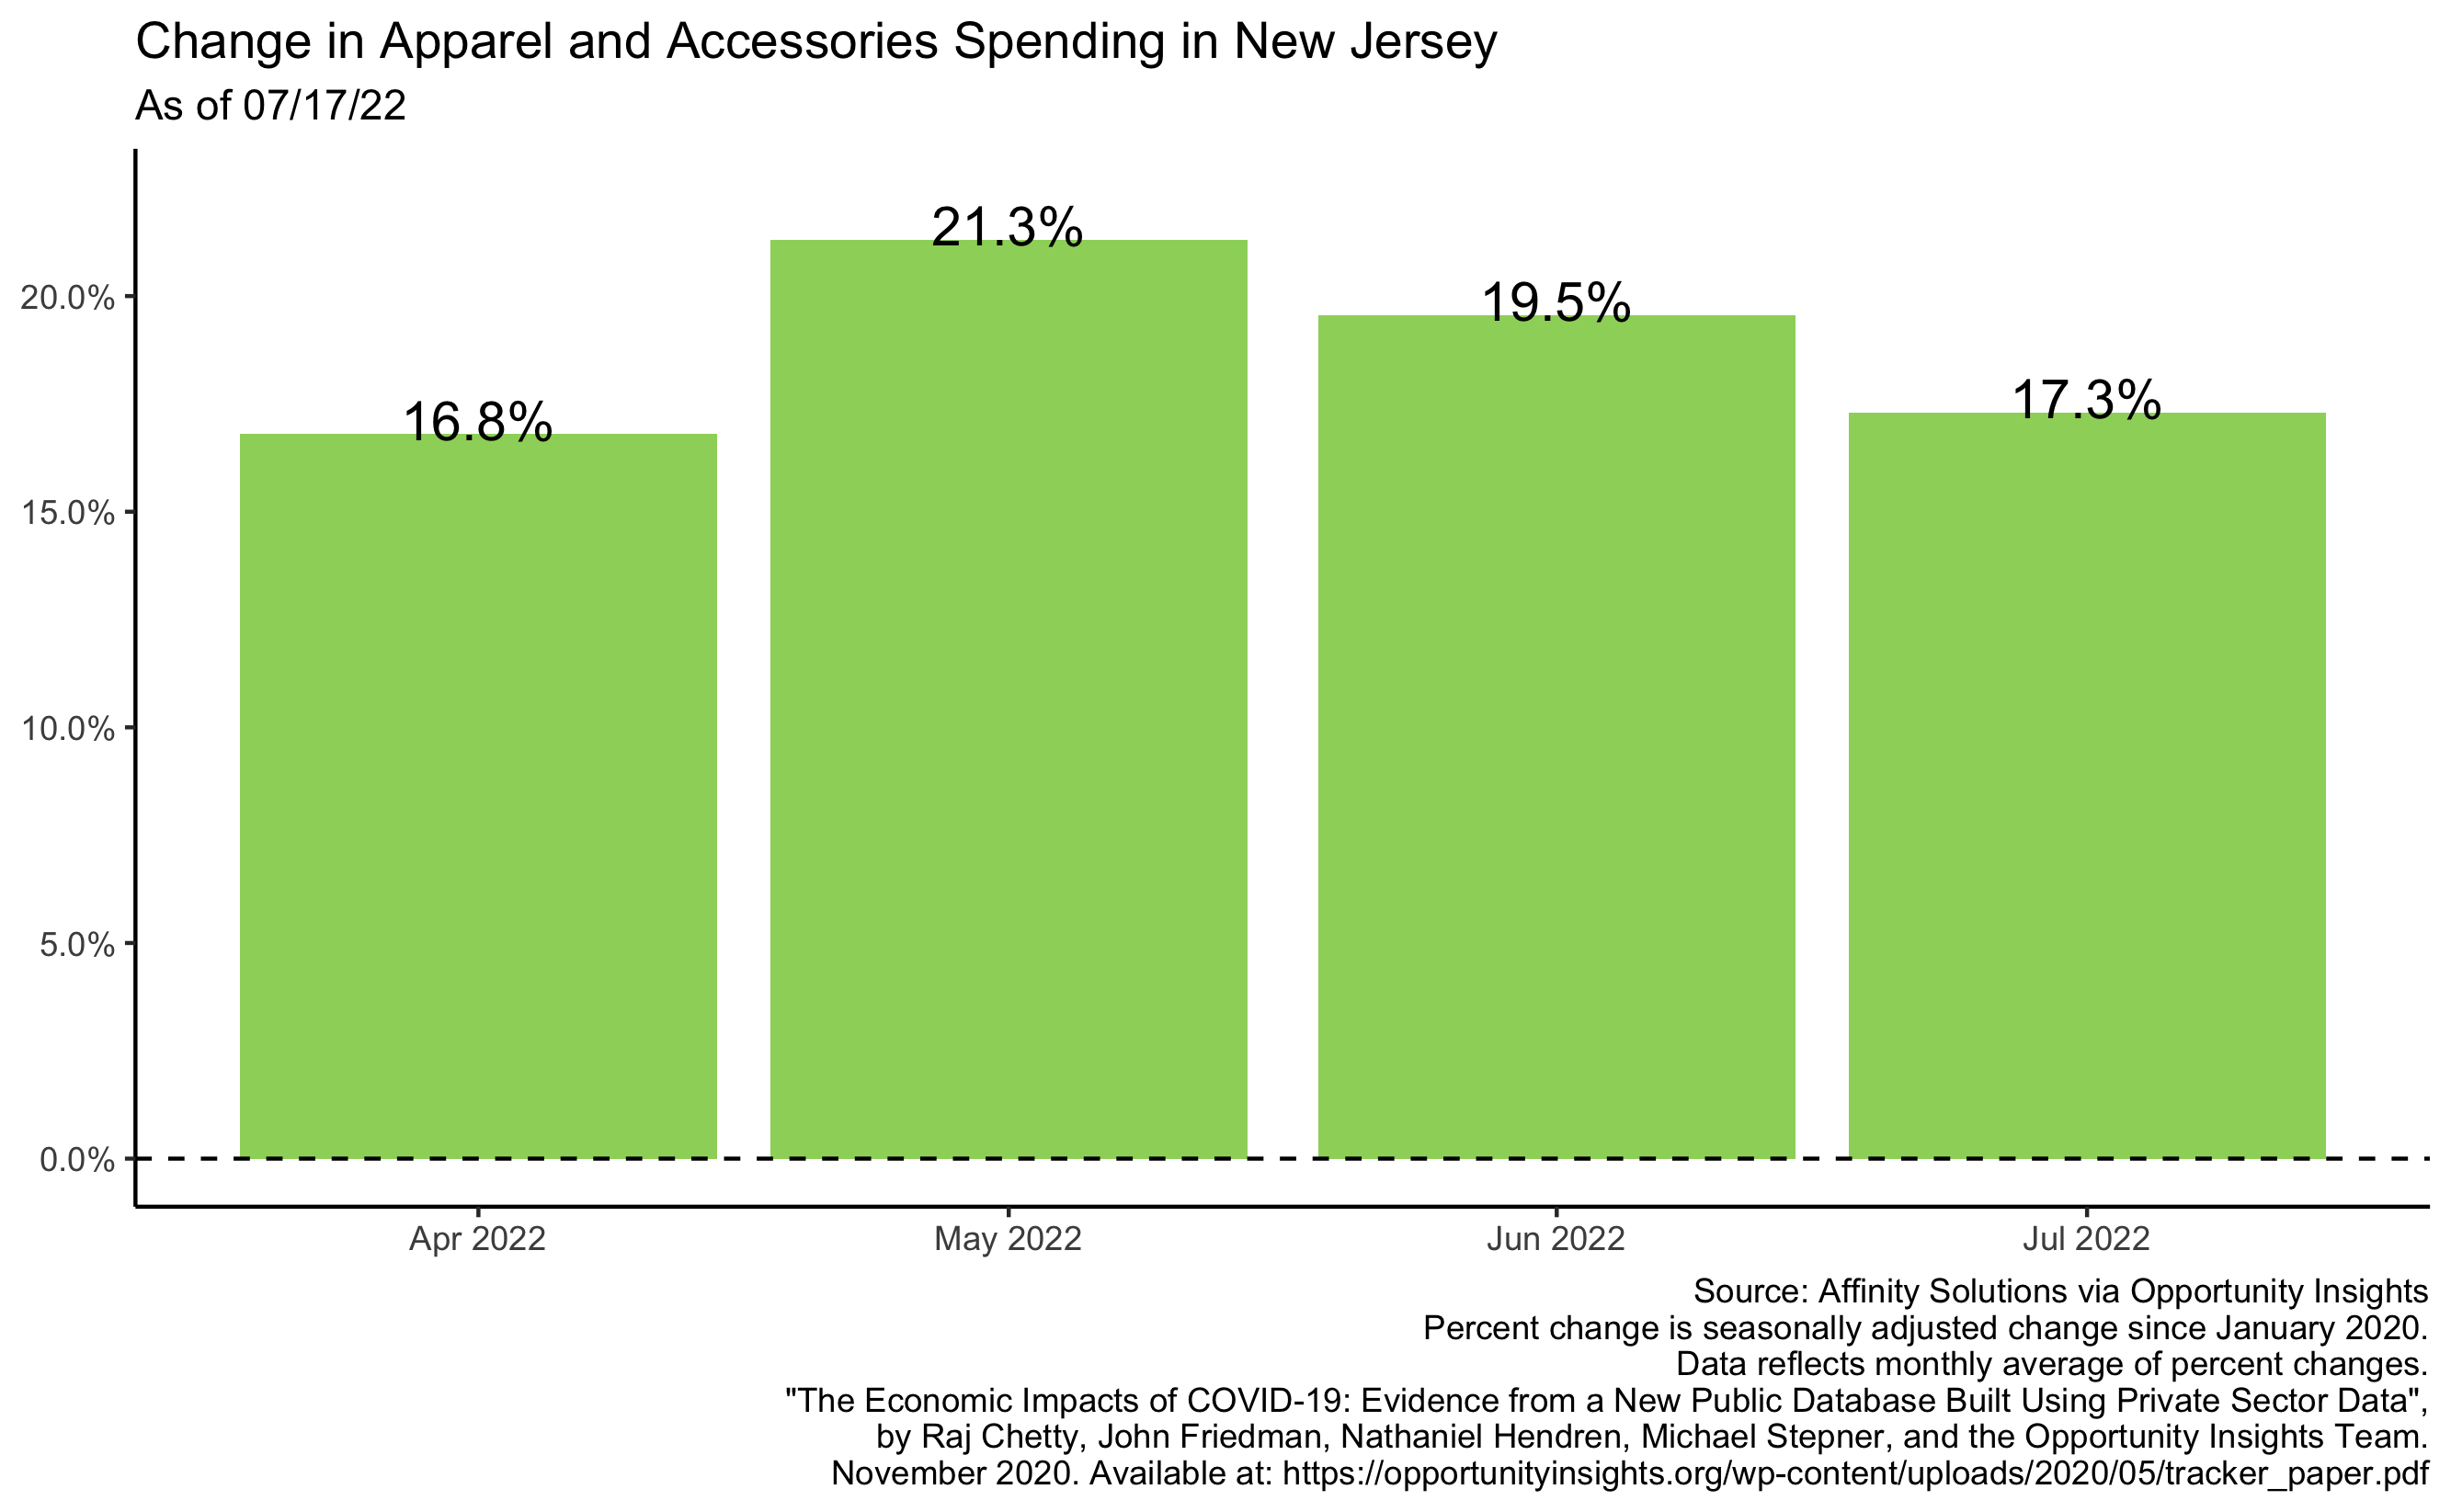 Change in Apparel and Accessories Spending in New Jersey
As of 07/17/22
21.3%
19.5%
17.3%
16.8%
20.0%
15.0%
10.0%
5.0%
0.0%
Apr 2022
May 2022
Jun 2022
Jul 2022
Source: Affinity Solutions via Opportunity Insights
Percent change is seasonally adjusted change since January 2020.
Data reflects monthly average of percent changes.
"The Economic Impacts of COVID-19: Evidence from a New Public Database Built Using Private Sector Data",
by Raj Chetty, John Friedman, Nathaniel Hendren, Michael Stepner, and the Opportunity Insights Team.
November 2020. Available at: https://opportunityinsights.org/wp-content/uploads/2020/05/tracker_paper.pdf